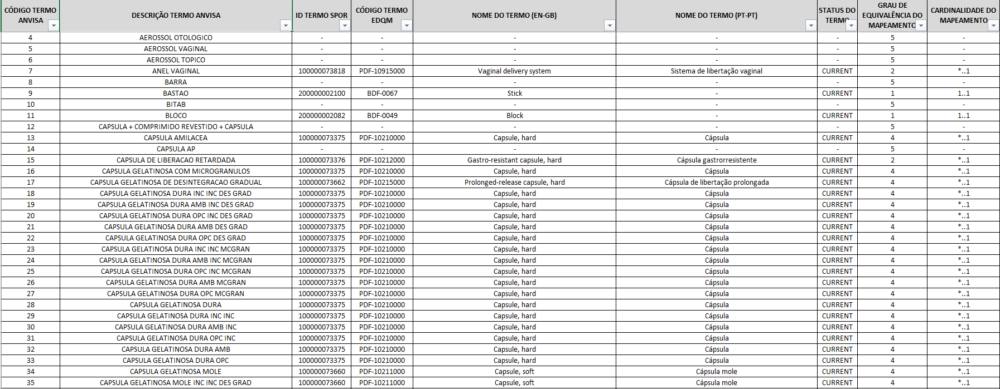 CÓDIGO TERMO ANVISA | DESCRIÇÃO TERMO ANVISA | ID TERMO SPOR | CÓDIGO TERMO EDQM | NOME DO TERMO (EN-GB) | NOME DO TERMO (PT-PT) | STATUS DO TERMO | GRAU DE EQUIVALÊNCIA DO MAPEAMENTO | CARDINALIDADE DO MAPEAMENTO
4 | AEROSSOL OTOLOGICO | - | - | - | - | - | 5 | -
5 | AEROSSOL VAGINAL | - | - | - | - | - | 5 | -
6 | AEROSSOL TOPICO | - | - | - | - | - | 5 | -
7 | ANEL VAGINAL | 100000073818 | PDF-10915000 | Vaginal delivery system | Sistema de libertação vaginal | CURRENT | 2 | *..1
8 | BARRA | - | - | - | - | - | 5 | -
9 | BASTAO | 200000002100 | BDF-0067 | Stick | - | CURRENT | 1 | 1..1
10 | BITAB | - | - | - | - | - | 5 | -
11 | BLOCO | 200000002082 | BDF-0049 | Block | - | CURRENT | 1 | 1..1
12 | CAPSULA + COMPRIMIDO REVESTIDO + CAPSULA | - | - | - | - | - | 5 | -
13 | CAPSULA AMILACEA | 100000073375 | PDF-10210000 | Capsule, hard | Cápsula | CURRENT | 4 | *..1
14 | CAPSULA AP | - | - | - | - | - | 5 | -
15 | CAPSULA DE LIBERACAO RETARDADA | 100000073376 | PDF-10212000 | Gastro-resistant capsule, hard | Cápsula gastrorresistente | CURRENT | 2 | *..1
16 | CAPSULA GELATINOSA COM MICROGRANULOS | 100000073375 | PDF-10210000 | Capsule, hard | Cápsula | CURRENT | 4 | *..1
17 | CAPSULA GELATINOSA DE DESINTEGRACAO GRADUAL | 100000073662 | PDF-10215000 | Prolonged-release capsule, hard | Cápsula de libertação prolongada | CURRENT | 4 | *..1
18 | CAPSULA GELATINOSA DURA INC INC DES GRAD | 100000073375 | PDF-10210000 | Capsule, hard | Cápsula | CURRENT | 4 | *..1
19 | CAPSULA GELATINOSA DURA AMB INC DES GRAD | 100000073375 | PDF-10210000 | Capsule, hard | Cápsula | CURRENT | 4 | *..1
20 | CAPSULA GELATINOSA DURA OPC INC DES GRAD | 100000073375 | PDF-10210000 | Capsule, hard | Cápsula | CURRENT | 4 | *..1
21 | CAPSULA GELATINOSA DURA AMB DES GRAD | 100000073375 | PDF-10210000 | Capsule, hard | Cápsula | CURRENT | 4 | *..1
22 | CAPSULA GELATINOSA DURA OPC DES GRAD | 100000073375 | PDF-10210000 | Capsule, hard | Cápsula | CURRENT | 4 | *..1
23 | CAPSULA GELATINOSA DURA INC INC MCGRAN | 100000073375 | PDF-10210000 | Capsule, hard | Cápsula | CURRENT | 4 | *..1
24 | CAPSULA GELATINOSA DURA AMB INC MCGRAN | 100000073375 | PDF-10210000 | Capsule, hard | Cápsula | CURRENT | 4 | *..1
25 | CAPSULA GELATINOSA DURA OPC INC MCGRAN | 100000073375 | PDF-10210000 | Capsule, hard | Cápsula | CURRENT | 4 | *..1
26 | CAPSULA GELATINOSA DURA AMB MCGRAN | 100000073375 | PDF-10210000 | Capsule, hard | Cápsula | CURRENT | 4 | *..1
27 | CAPSULA GELATINOSA DURA OPC MCGRAN | 100000073375 | PDF-10210000 | Capsule, hard | Cápsula | CURRENT | 4 | *..1
28 | CAPSULA GELATINOSA DURA | 100000073375 | PDF-10210000 | Capsule, hard | Cápsula | CURRENT | 4 | *..1
29 | CAPSULA GELATINOSA DURA INC INC | 100000073375 | PDF-10210000 | Capsule, hard | Cápsula | CURRENT | 4 | *..1
30 | CAPSULA GELATINOSA DURA AMB INC | 100000073375 | PDF-10210000 | Capsule, hard | Cápsula | CURRENT | 4 | *..1
31 | CAPSULA GELATINOSA DURA OPC INC | 100000073375 | PDF-10210000 | Capsule, hard | Cápsula | CURRENT | 4 | *..1
32 | CAPSULA GELATINOSA DURA AMB | 100000073375 | PDF-10210000 | Capsule, hard | Cápsula | CURRENT | 4 | *..1
33 | CAPSULA GELATINOSA DURA OPC | 100000073375 | PDF-10210000 | Capsule, hard | Cápsula | CURRENT | 4 | *..1
34 | CAPSULA GELATINOSA MOLE | 100000073660 | PDF-10211000 | Capsule, soft | Cápsula mole | CURRENT | 4 | *..1
35 | CAPSULA GELATINOSA MOLE INC INC DES GRAD | 100000073660 | PDF-10211000 | Capsule, soft | Cápsula mole | CURRENT | 4 | *..1